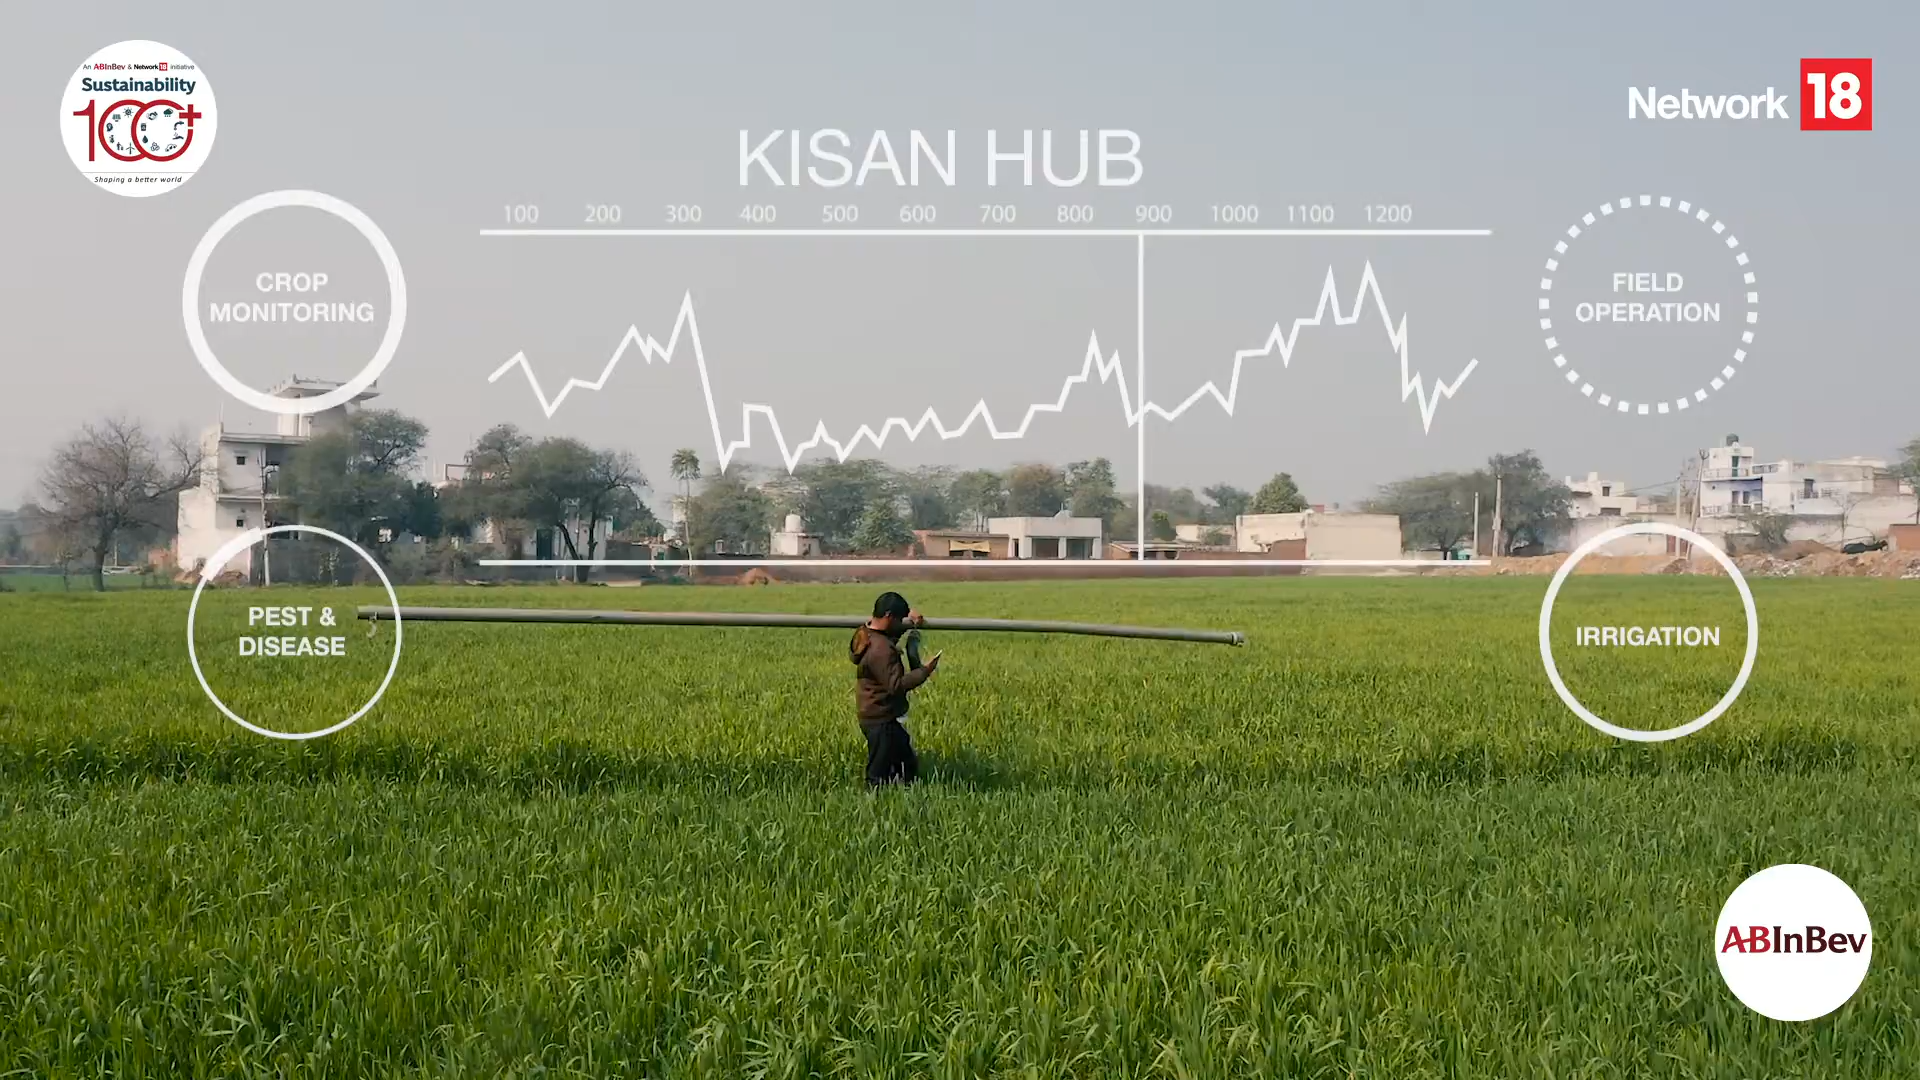 An ABInBev & Network18 initiative
Sustainability
100+
Shaping a better world
Network 18
KISAN HUB
100 200 300 400 500 600 700 800 900 1000 1100 1200
CROP
MONITORING
FIELD
OPERATION
PEST &
DISEASE
IRRIGATION
ABInBev